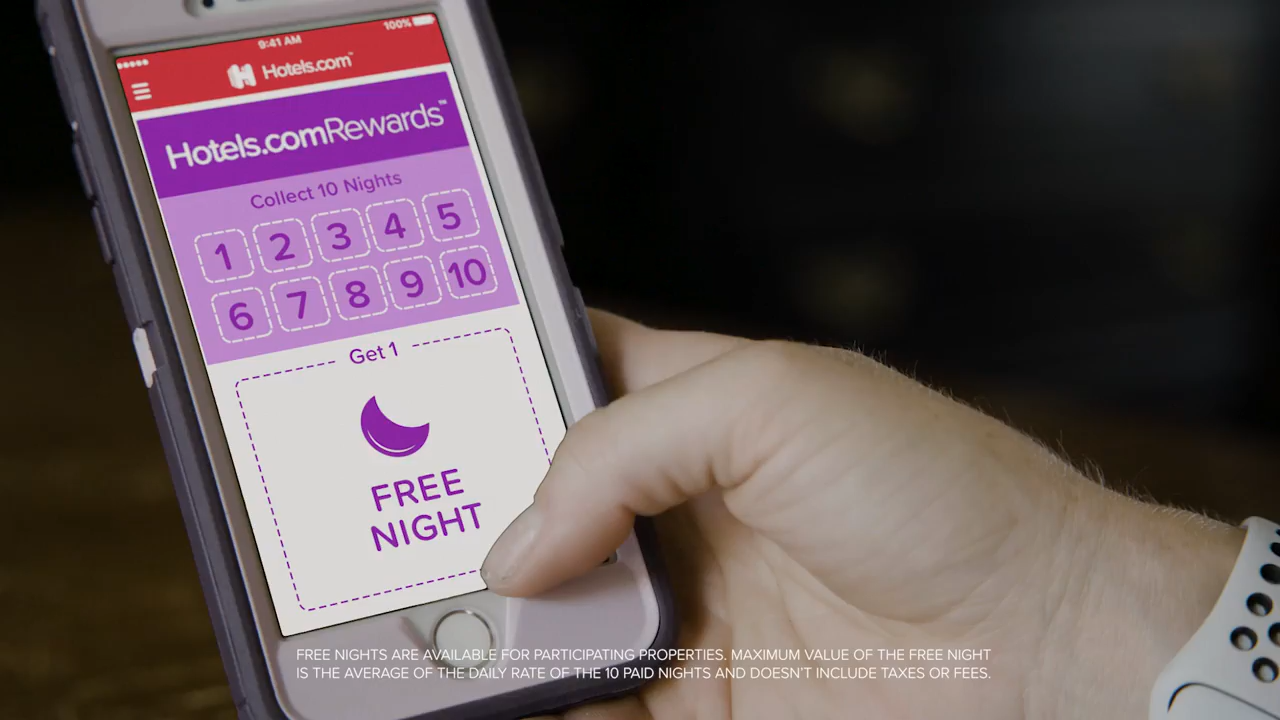 9:41 AM
100%
Hotels.com™
Hotels.comRewards™
Collect 10 Nights
1 2 3 4 5
6 7 8 9 10
Get 1
FREE
NIGHT
FREE NIGHTS ARE AVAILABLE FOR PARTICIPATING PROPERTIES. MAXIMUM VALUE OF THE FREE NIGHT
IS THE AVERAGE OF THE DAILY RATE OF THE 10 PAID NIGHTS AND DOESN'T INCLUDE TAXES OR FEES.